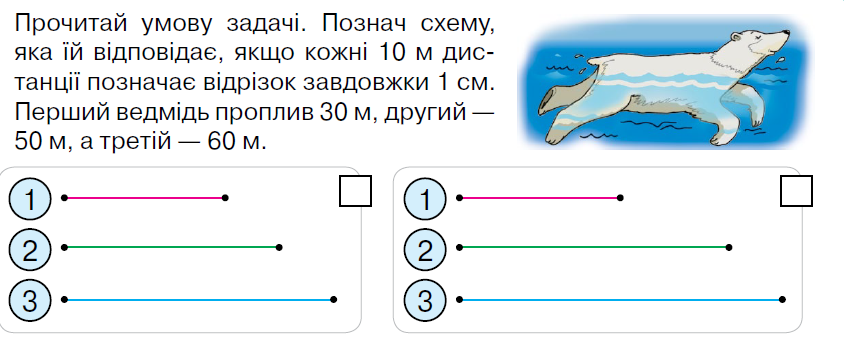 Прочитай умову задачі. Познач схему,
яка їй відповідає, якщо кожні 10 м дис-
танції позначає відрізок завдовжки 1 см.
Перший ведмідь проплив 30 м, другий —
50 м, а третій — 60 м.
1
2
3
1
2
3